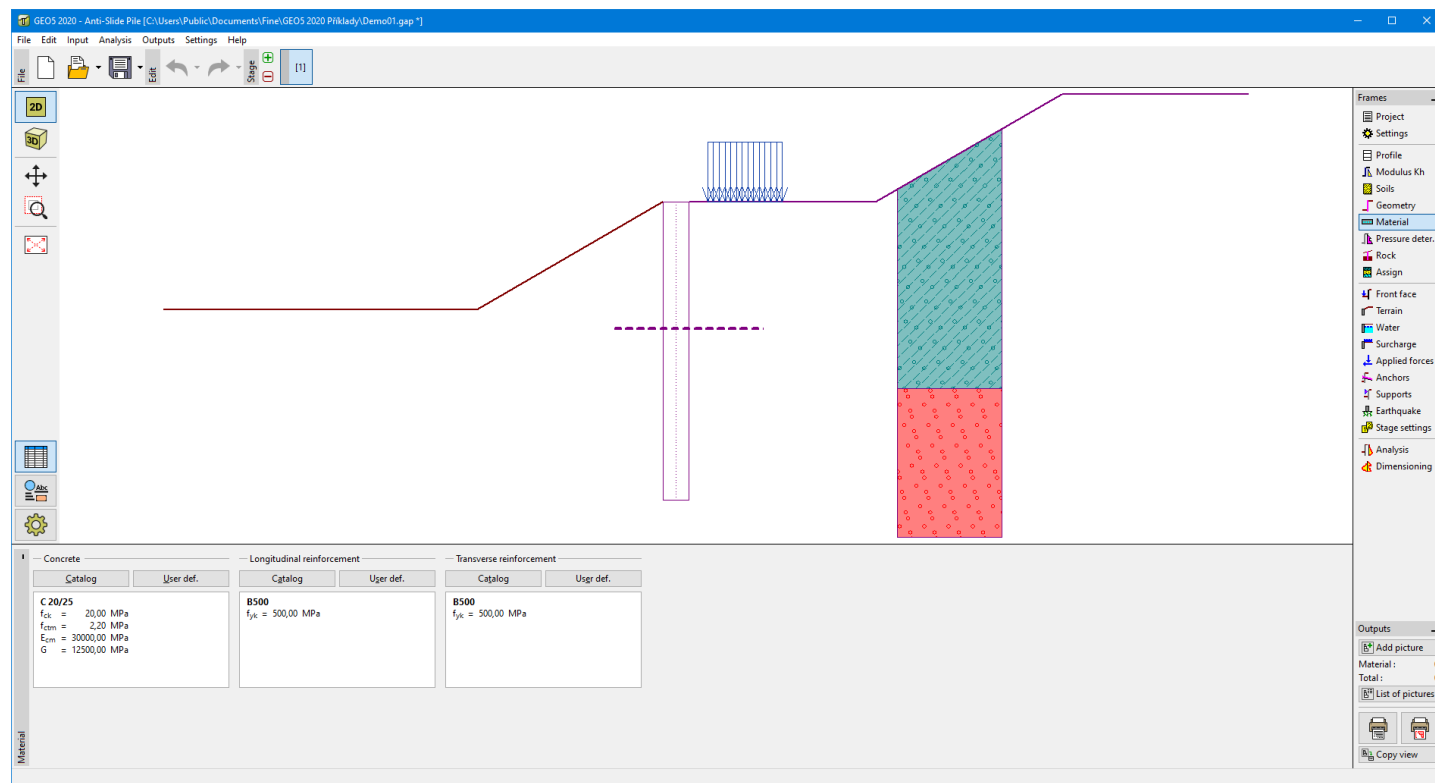 GEO5 2020 - Anti-Slide Pile [C:\Users\Public\Documents\Fine\GEO5 2020 Příklady\Demo01.gap *]
File Edit Input Analysis Outputs Settings Help
File
Edit
Stage
[1]
2D
3D
Abc
Frames
Project
Settings
Profile
Modulus Kh
Soils
Geometry
Material
Pressure deter.
Rock
Assign
Front face
Terrain
Water
Surcharge
Applied forces
Anchors
Supports
Earthquake
Stage settings
Analysis
Dimensioning
Outputs
Add picture
Material :
Total :
List of pictures
Copy view
Material
Concrete
Catalog User def.
C 20/25
fck = 20,00 MPa
fctm = 2,20 MPa
Ecm = 30000,00 MPa
G = 12500,00 MPa
Longitudinal reinforcement
Catalog User def.
B500
fyk = 500,00 MPa
Transverse reinforcement
Catalog User def.
B500
fyk = 500,00 MPa